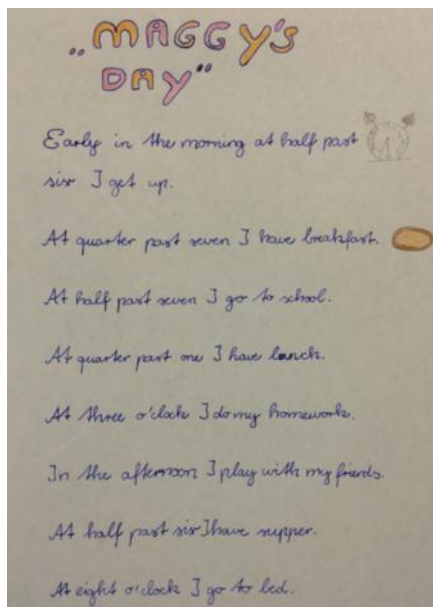 „MAGGY'S
DAY"
Early in the morning at half past
six I get up.
At quarter past seven I have breakfast.
At half past seven I go to school.
At quarter past one I have lunch.
At three o'clock I do my homework.
In the afternoon I play with my friends.
At half past six I have supper.
At eight o'clock I go to bed.